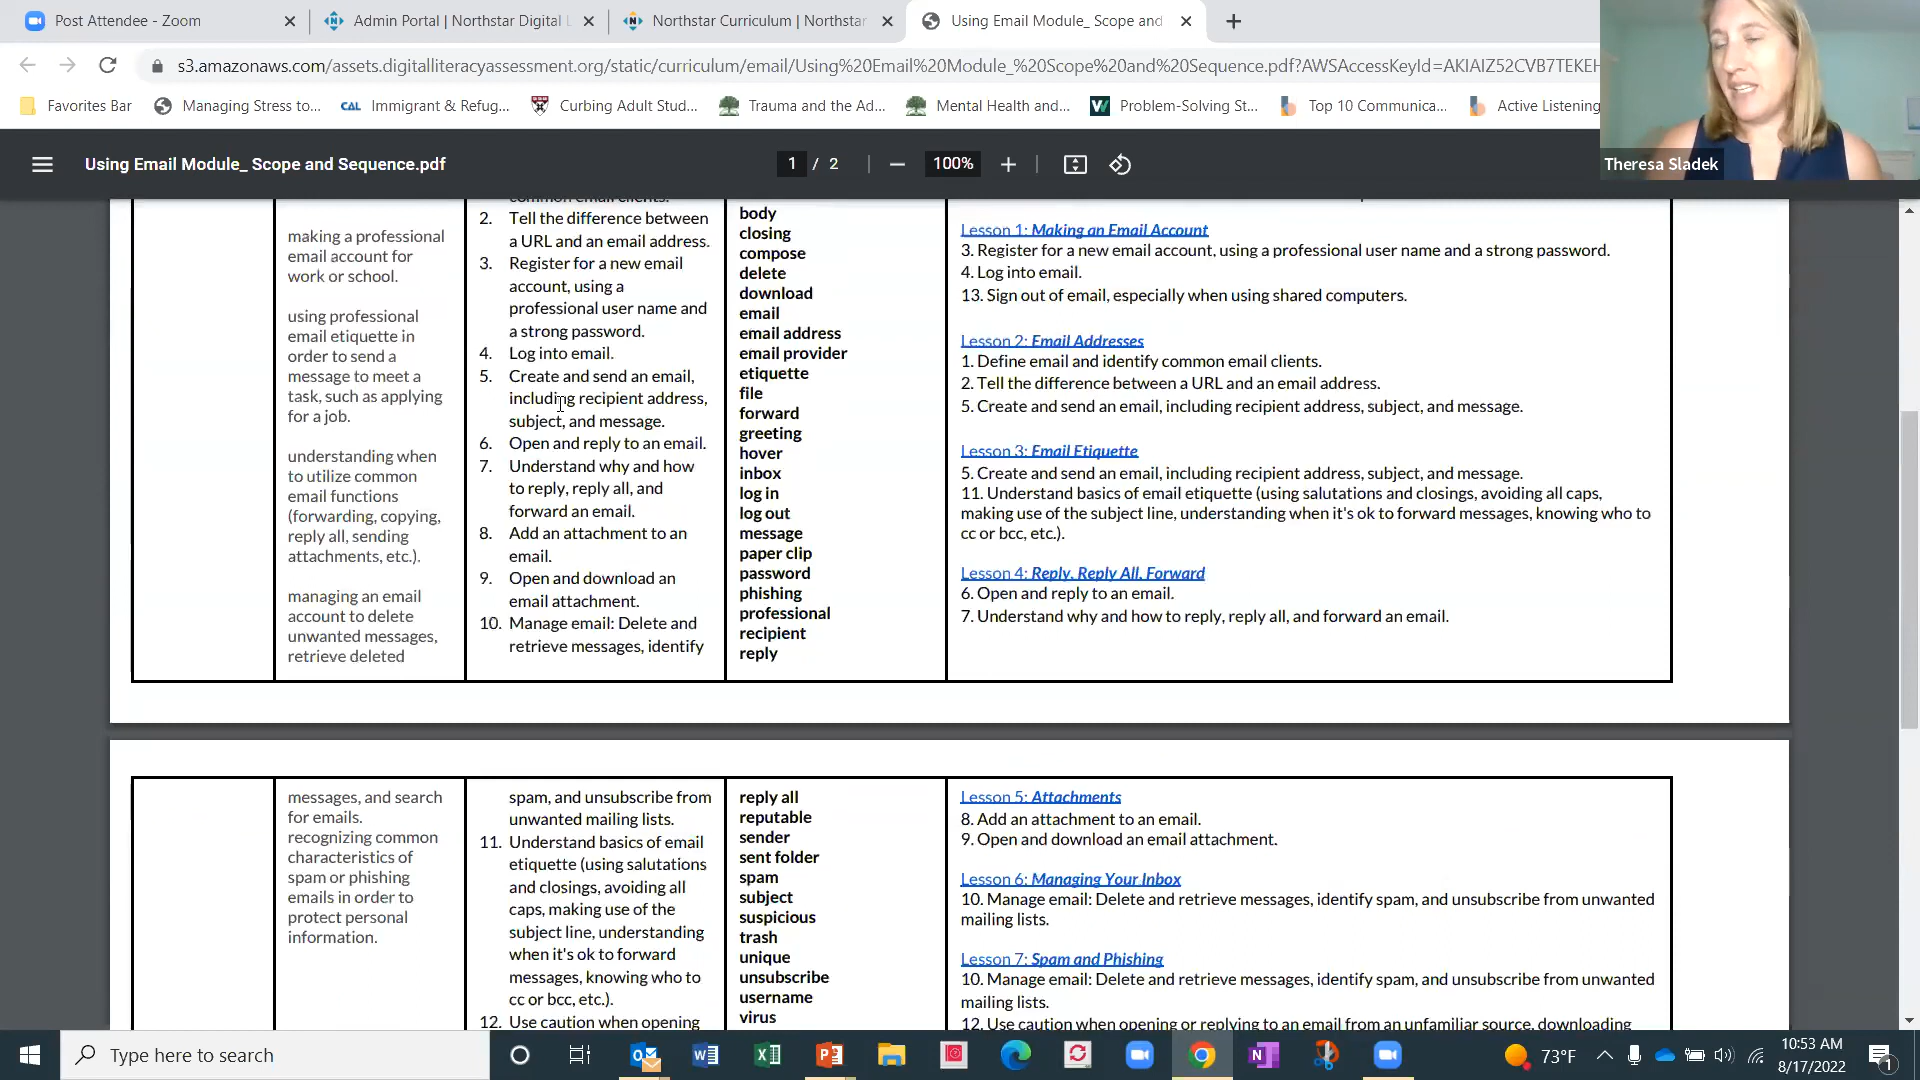 Post Attendee - Zoom
Admin Portal | Northstar Digital L
Northstar Curriculum | Northstar
Using Email Module_ Scope and
s3.amazonaws.com/assets.digitalliteracyassessment.org/static/curriculum/email/Using%20Email%20Module_%20Scope%20and%20Sequence.pdf?AWSAccessKeyId=AKIAIZ52CVB7TEKEH
Favorites Bar
Managing Stress to...
CAL
Immigrant & Refug...
Curbing Adult Stud...
Trauma and the Ad...
Mental Health and...
Problem-Solving St...
Top 10 Communica...
Active Listening
Theresa Sladek
Using Email Module_ Scope and Sequence.pdf
1 / 2
100%
making a professional
email account for
work or school.
using professional
email etiquette in
order to send a
message to meet a
task, such as applying
for a job.
understanding when
to utilize common
email functions
(forwarding, copying,
reply all, sending
attachments, etc.).
managing an email
account to delete
unwanted messages,
retrieve deleted
common email clients.
2. Tell the difference between
a URL and an email address.
3. Register for a new email
account, using a
professional user name and
a strong password.
4. Log into email.
5. Create and send an email,
including recipient address,
subject, and message.
6. Open and reply to an email.
7. Understand why and how
to reply, reply all, and
forward an email.
8. Add an attachment to an
email.
9. Open and download an
email attachment.
10. Manage email: Delete and
retrieve messages, identify
body
closing
compose
delete
download
email
email address
email provider
etiquette
file
forward
greeting
hover
inbox
log in
log out
message
paper clip
password
phishing
professional
recipient
reply
Lesson 1: Making an Email Account
3. Register for a new email account, using a professional user name and a strong password.
4. Log into email.
13. Sign out of email, especially when using shared computers.
Lesson 2: Email Addresses
1. Define email and identify common email clients.
2. Tell the difference between a URL and an email address.
5. Create and send an email, including recipient address, subject, and message.
Lesson 3: Email Etiquette
5. Create and send an email, including recipient address, subject, and message.
11. Understand basics of email etiquette (using salutations and closings, avoiding all caps,
making use of the subject line, understanding when it's ok to forward messages, knowing who to
cc or bcc, etc.).
Lesson 4: Reply, Reply All, Forward
6. Open and reply to an email.
7. Understand why and how to reply, reply all, and forward an email.
messages, and search
for emails.
recognizing common
characteristics of
spam or phishing
emails in order to
protect personal
information.
spam, and unsubscribe from
unwanted mailing lists.
11. Understand basics of email
etiquette (using salutations
and closings, avoiding all
caps, making use of the
subject line, understanding
when it's ok to forward
messages, knowing who to
cc or bcc, etc.).
12. Use caution when opening
reply all
reputable
sender
sent folder
spam
subject
suspicious
trash
unique
unsubscribe
username
virus
Lesson 5: Attachments
8. Add an attachment to an email.
9. Open and download an email attachment.
Lesson 6: Managing Your Inbox
10. Manage email: Delete and retrieve messages, identify spam, and unsubscribe from unwanted
mailing lists.
Lesson 7: Spam and Phishing
10. Manage email: Delete and retrieve messages, identify spam, and unsubscribe from unwanted
mailing lists.
12. Use caution when opening or replying to an email from an unfamiliar source, downloading
Type here to search
73°F
10:53 AM
8/17/2022
1